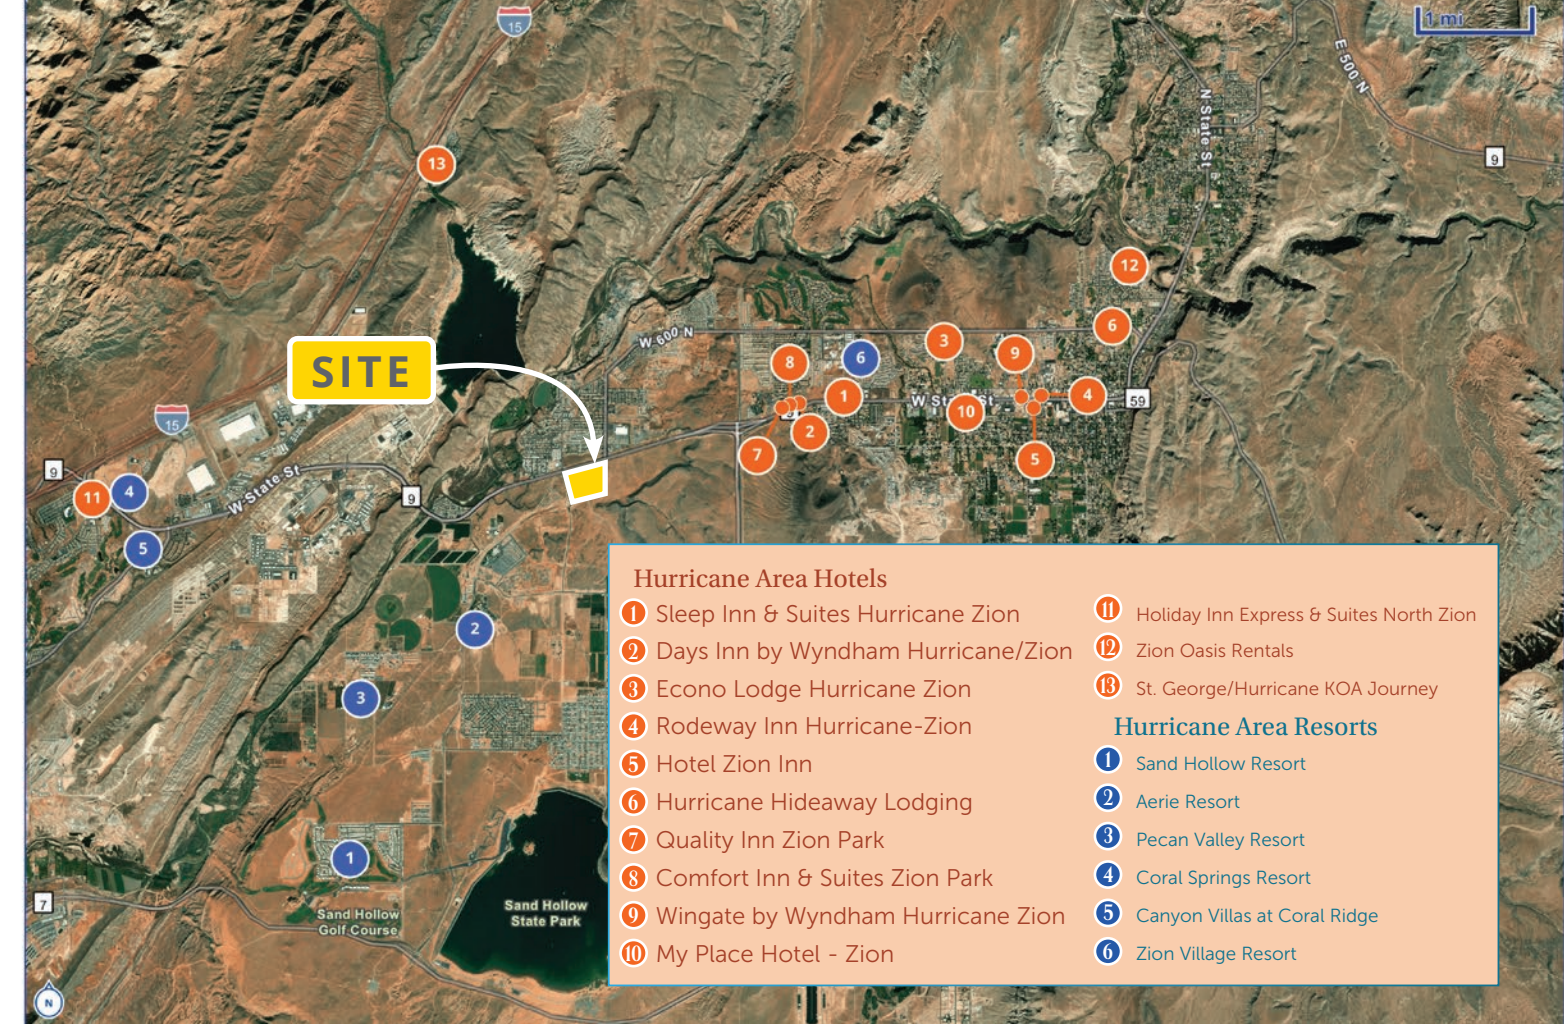 15
1 mi
E 500 N
N State St
9
13
12
6
W 600 N
3
9
8
6
SITE
1
4
59
W State St
10
15
9
2
7
5
9
4
11
W State St
9
5
2
3
1
7
Sand Hollow
Golf Course
Sand Hollow
State Park
N
Hurricane Area Hotels
1 Sleep Inn & Suites Hurricane Zion
2 Days Inn by Wyndham Hurricane/Zion
3 Econo Lodge Hurricane Zion
4 Rodeway Inn Hurricane-Zion
5 Hotel Zion Inn
6 Hurricane Hideaway Lodging
7 Quality Inn Zion Park
8 Comfort Inn & Suites Zion Park
9 Wingate by Wyndham Hurricane Zion
10 My Place Hotel - Zion
11 Holiday Inn Express & Suites North Zion
12 Zion Oasis Rentals
13 St. George/Hurricane KOA Journey
Hurricane Area Resorts
1 Sand Hollow Resort
2 Aerie Resort
3 Pecan Valley Resort
4 Coral Springs Resort
5 Canyon Villas at Coral Ridge
6 Zion Village Resort